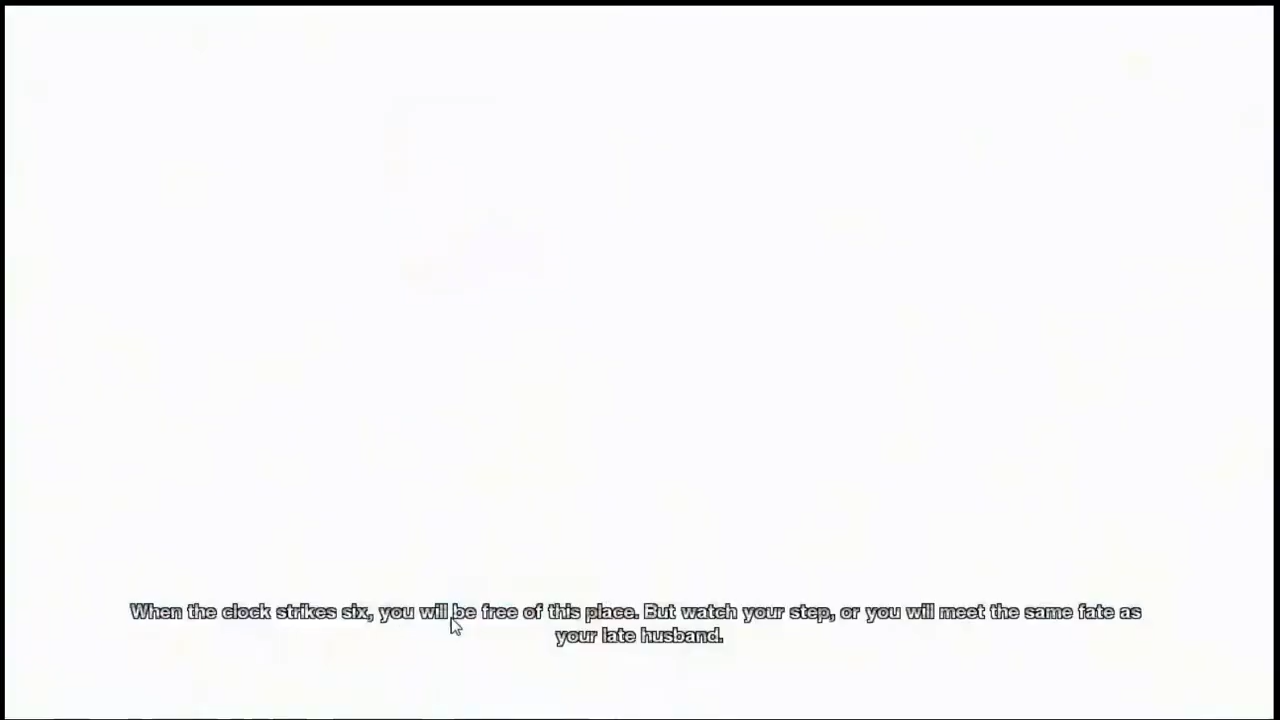 When the clock strikes six, you will be free of this place. But watch your step, or you will meet the same fate as
your late husband.